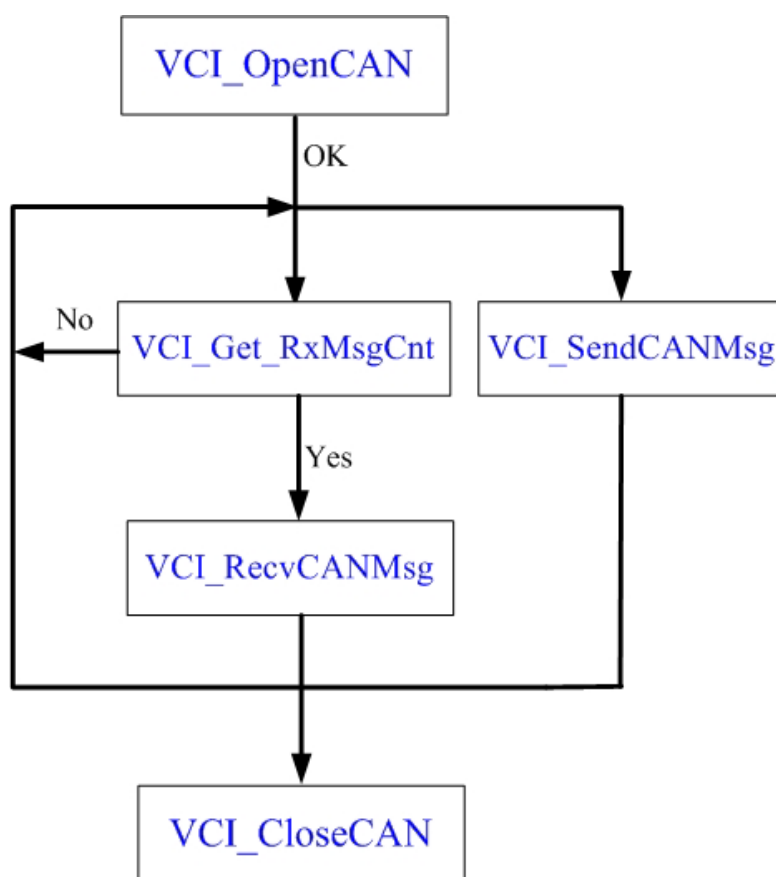 VCI_OpenCAN
OK
No
VCI_Get_RxMsgCnt
VCI_SendCANMsg
Yes
VCI_RecvCANMsg
VCI_CloseCAN